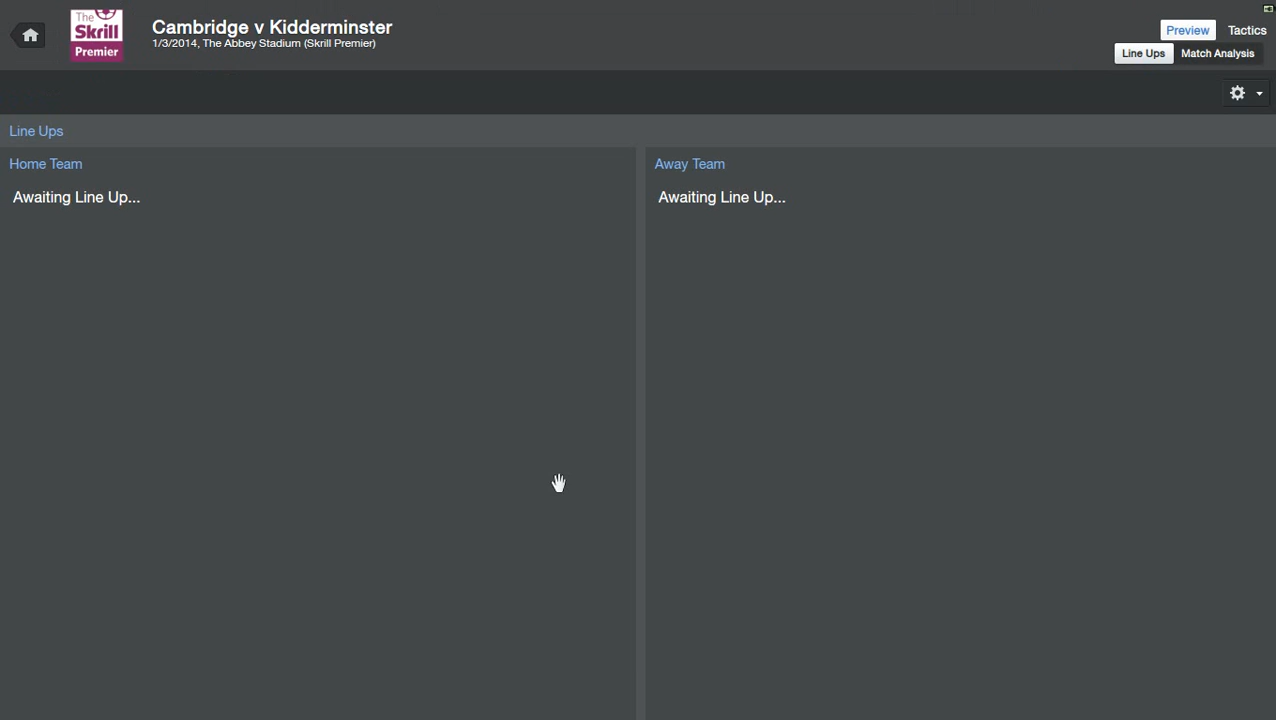 The
Skrill
Premier
Cambridge v Kidderminster
1/3/2014, The Abbey Stadium (Skrill Premier)
Preview
Tactics
Line Ups
Match Analysis
Line Ups
Home Team
Awaiting Line Up...
Away Team
Awaiting Line Up...